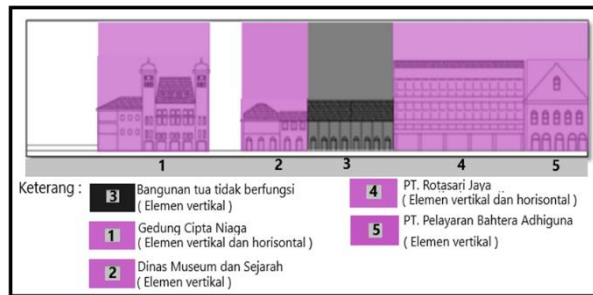 1 2 3 4 5
Keterang :
3 Bangunan tua tidak berfungsi
( Elemen vertikal )
1 Gedung Cipta Niaga
( Elemen vertikal dan horisontal )
2 Dinas Museum dan Sejarah
(Elemen vertikal)
4 PT. Rotasari Jaya
( Elemen vertikal dan horisontal )
5 PT. Pelayaran Bahtera Adhiguna
( Elemen vertikal )